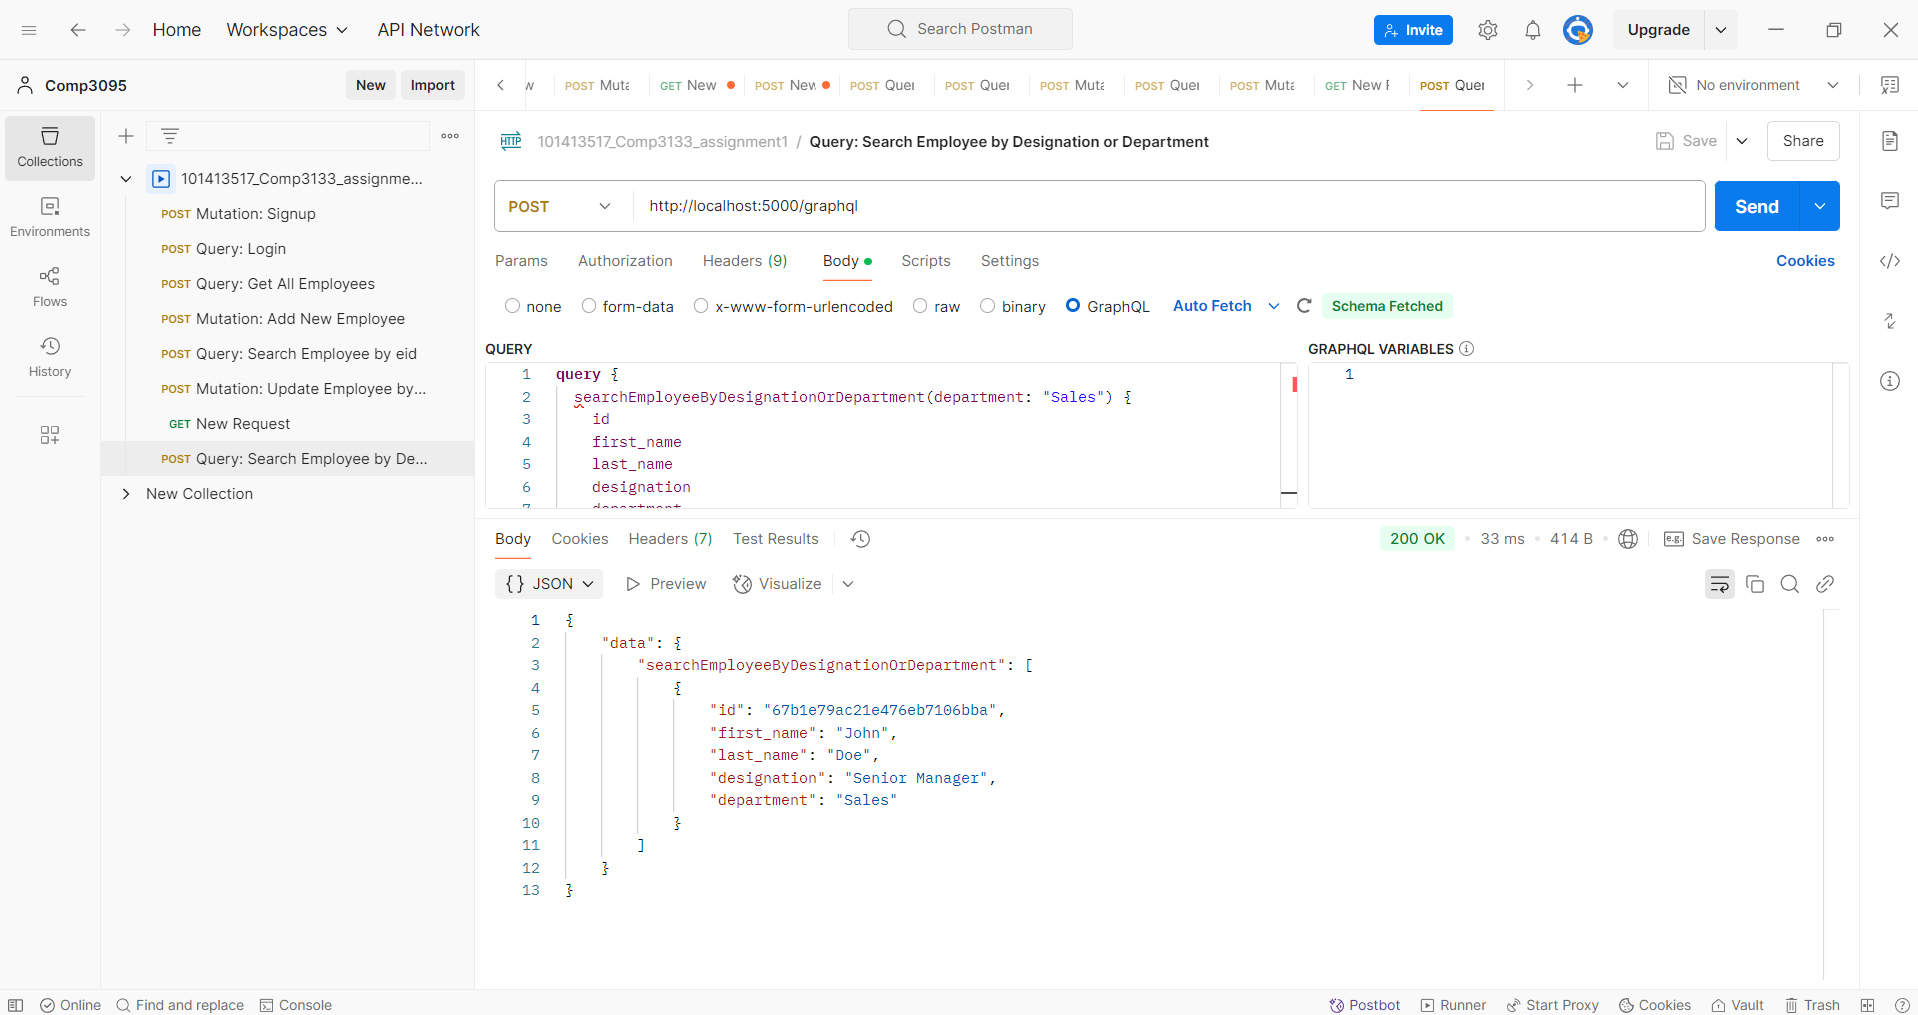 Home Workspaces API Network Search Postman Invite Upgrade
Comp3095 New Import
POST Muta GET New POST New POST Quer POST Quer POST Muta POST Quer POST Muta GET New POST Quer No environment
Collections
Environments
Flows
History
101413517_Comp3133_assignme...
POST Mutation: Signup
POST Query: Login
POST Query: Get All Employees
POST Mutation: Add New Employee
POST Query: Search Employee by eid
POST Mutation: Update Employee by...
GET New Request
POST Query: Search Employee by De...
New Collection
HTTP 101413517_Comp3133_assignment1 / Query: Search Employee by Designation or Department Save Share
POST http://localhost:5000/graphql Send
Params Authorization Headers (9) Body Scripts Settings Cookies
none form-data x-www-form-urlencoded raw binary GraphQL Auto Fetch Schema Fetched
QUERY
1 query {
2 searchEmployeeByDesignationOrDepartment(department: "Sales") {
3 id
4 first_name
5 last_name
6 designation
7 department
GRAPHQL VARIABLES
1
Body Cookies Headers (7) Test Results 200 OK 33 ms 414 B e.g. Save Response
{} JSON Preview Visualize
1 {
2 "data": {
3 "searchEmployeeByDesignationOrDepartment": [
4 {
5 "id": "67b1e79ac21e476eb7106bba",
6 "first_name": "John",
7 "last_name": "Doe",
8 "designation": "Senior Manager",
9 "department": "Sales"
10 }
11 ]
12 }
13 }
Online Find and replace Console Postbot Runner Start Proxy Cookies Vault Trash